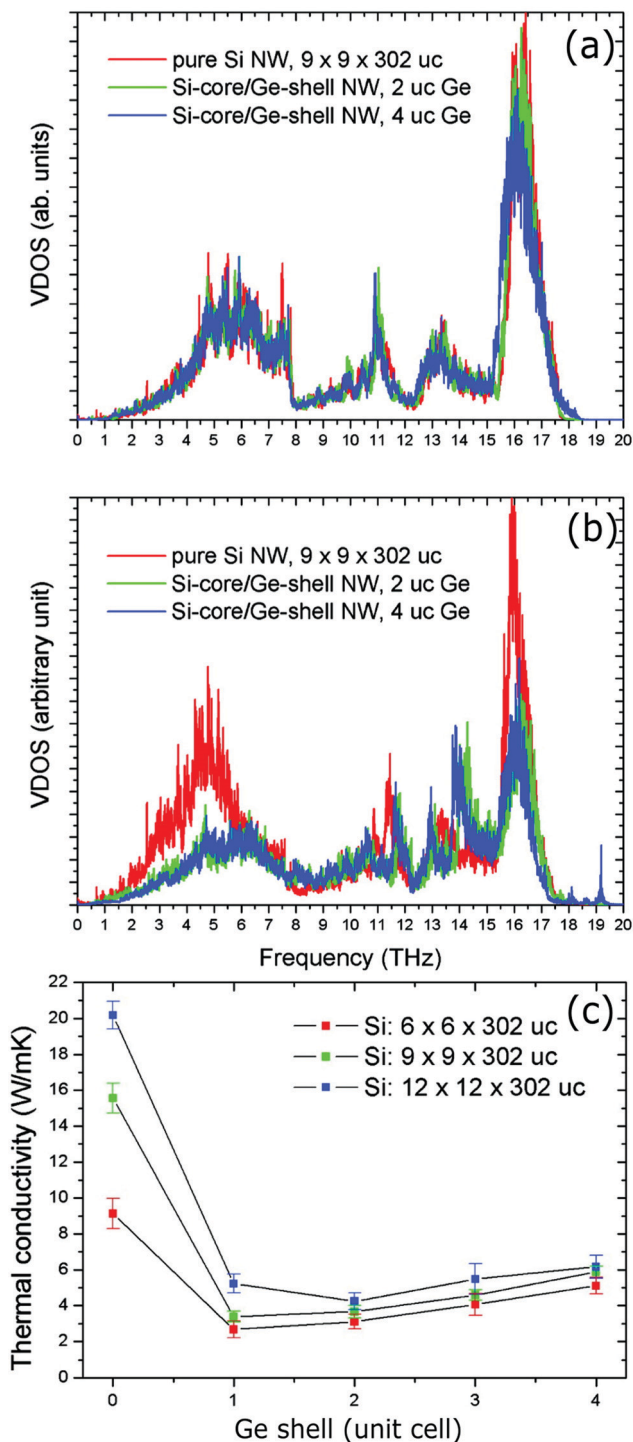 (a)
pure Si NW, 9 x 9 x 302 uc
Si-core/Ge-shell NW, 2 uc Ge
Si-core/Ge-shell NW, 4 uc Ge
VDOS (ab. units)
0 1 2 3 4 5 6 7 8 9 10 11 12 13 14 15 16 17 18 19 20
(b)
pure Si NW, 9 x 9 x 302 uc
Si-core/Ge-shell NW, 2 uc Ge
Si-core/Ge-shell NW, 4 uc Ge
VDOS (arbitrary unit)
0 1 2 3 4 5 6 7 8 9 10 11 12 13 14 15 16 17 18 19 20
Frequency (THz)
(c)
Si: 6 x 6 x 302 uc
Si: 9 x 9 x 302 uc
Si: 12 x 12 x 302 uc
Thermal conductivity (W/mK)
22
20
18
16
14
12
10
8
6
4
2
0
0 1 2 3 4
Ge shell (unit cell)